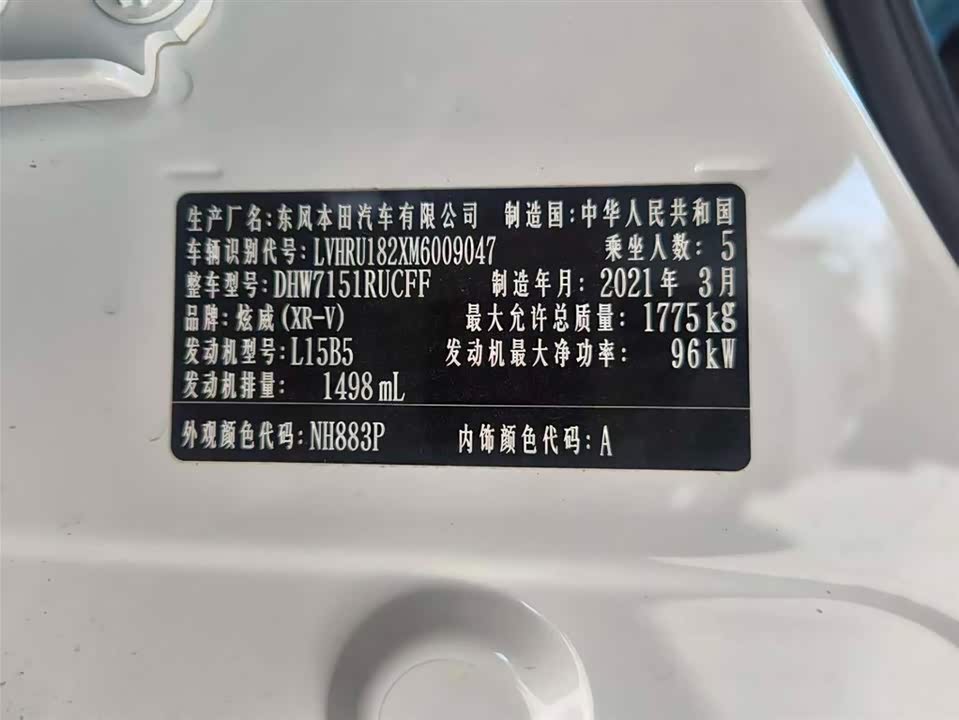 生产厂名:东风本田汽车有限公司 制造国:中华人民共和国
车辆识别代号:LVHRU182XM6009047 乘坐人数:5
整车型号:DHW7151RUCFF 制造年月:2021年 3月
品牌:炫威(XR-V) 最大允许总质量:1775kg
发动机型号:L15B5 发动机最大净功率:96kW
发动机排量: 1498mL
外观颜色代码:NH883P 内饰颜色代码:A